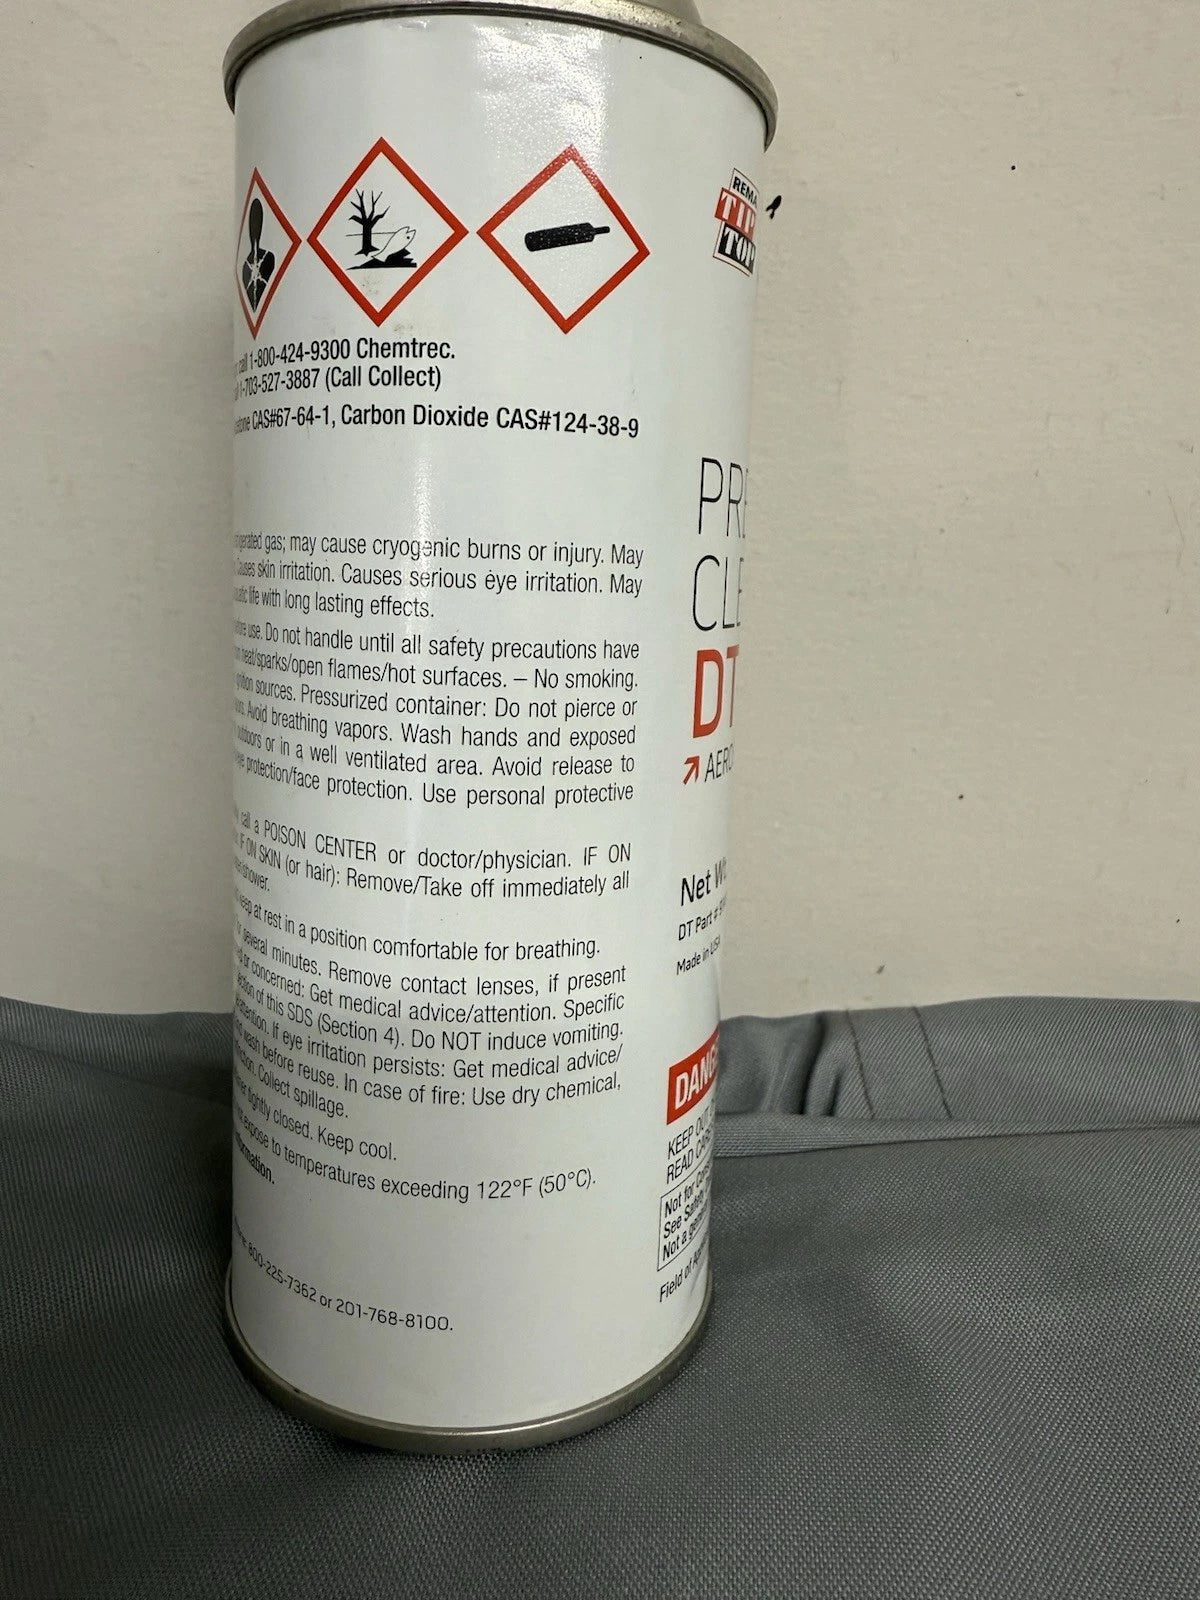 call 1-800-424-9300 Chemtrec.
1-703-527-3887 (Call Collect)
CAS#67-64-1, Carbon Dioxide CAS#124-38-9
gas; may cause cryogenic burns or injury. May
Causes skin irritation. Causes serious eye irritation. May
life with long lasting effects.
use. Do not handle until all safety precautions have
heat/sparks/open flames/hot surfaces. – No smoking.
sources. Pressurized container: Do not pierce or
Avoid breathing vapors. Wash hands and exposed
or in a well ventilated area. Avoid release to
protection/face protection. Use personal protective
call a POISON CENTER or doctor/physician. IF ON
IF ON SKIN (or hair): Remove/Take off immediately all
keep at rest in a position comfortable for breathing.
several minutes. Remove contact lenses, if present
or concerned: Get medical advice/attention. Specific
of this SDS (Section 4). Do NOT induce vomiting.
If eye irritation persists: Get medical advice/
wash before reuse. In case of fire: Use dry chemical,
Collect spillage.
tightly closed. Keep cool.
expose to temperatures exceeding 122°F (50°C).
800-225-7362 or 201-768-8100.
REMA
TIP
TOP
PRE
CLE
DT
AERO
Net Wt
DT Part #
Made in USA
DANG
KEEP OU
READ CARE
Not for Cons
See Safety
Not a gene
Field of